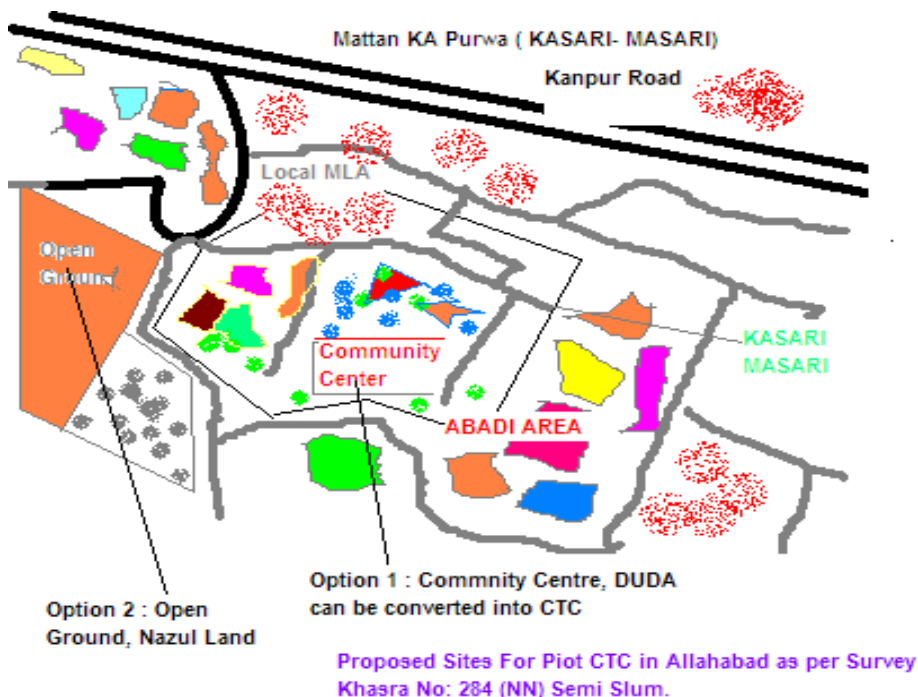 Mattan KA Purwa ( KASARI- MASARI)
Kanpur Road
Local MLA
Open
Ground
KASARI
MASARI
Community
Center
ABADI AREA
Option 1 : Commnity Centre, DUDA
can be converted into CTC
Option 2 : Open
Ground, Nazul Land
Proposed Sites For Piot CTC in Allahabad as per Survey
Khasra No: 284 (NN) Semi Slum.